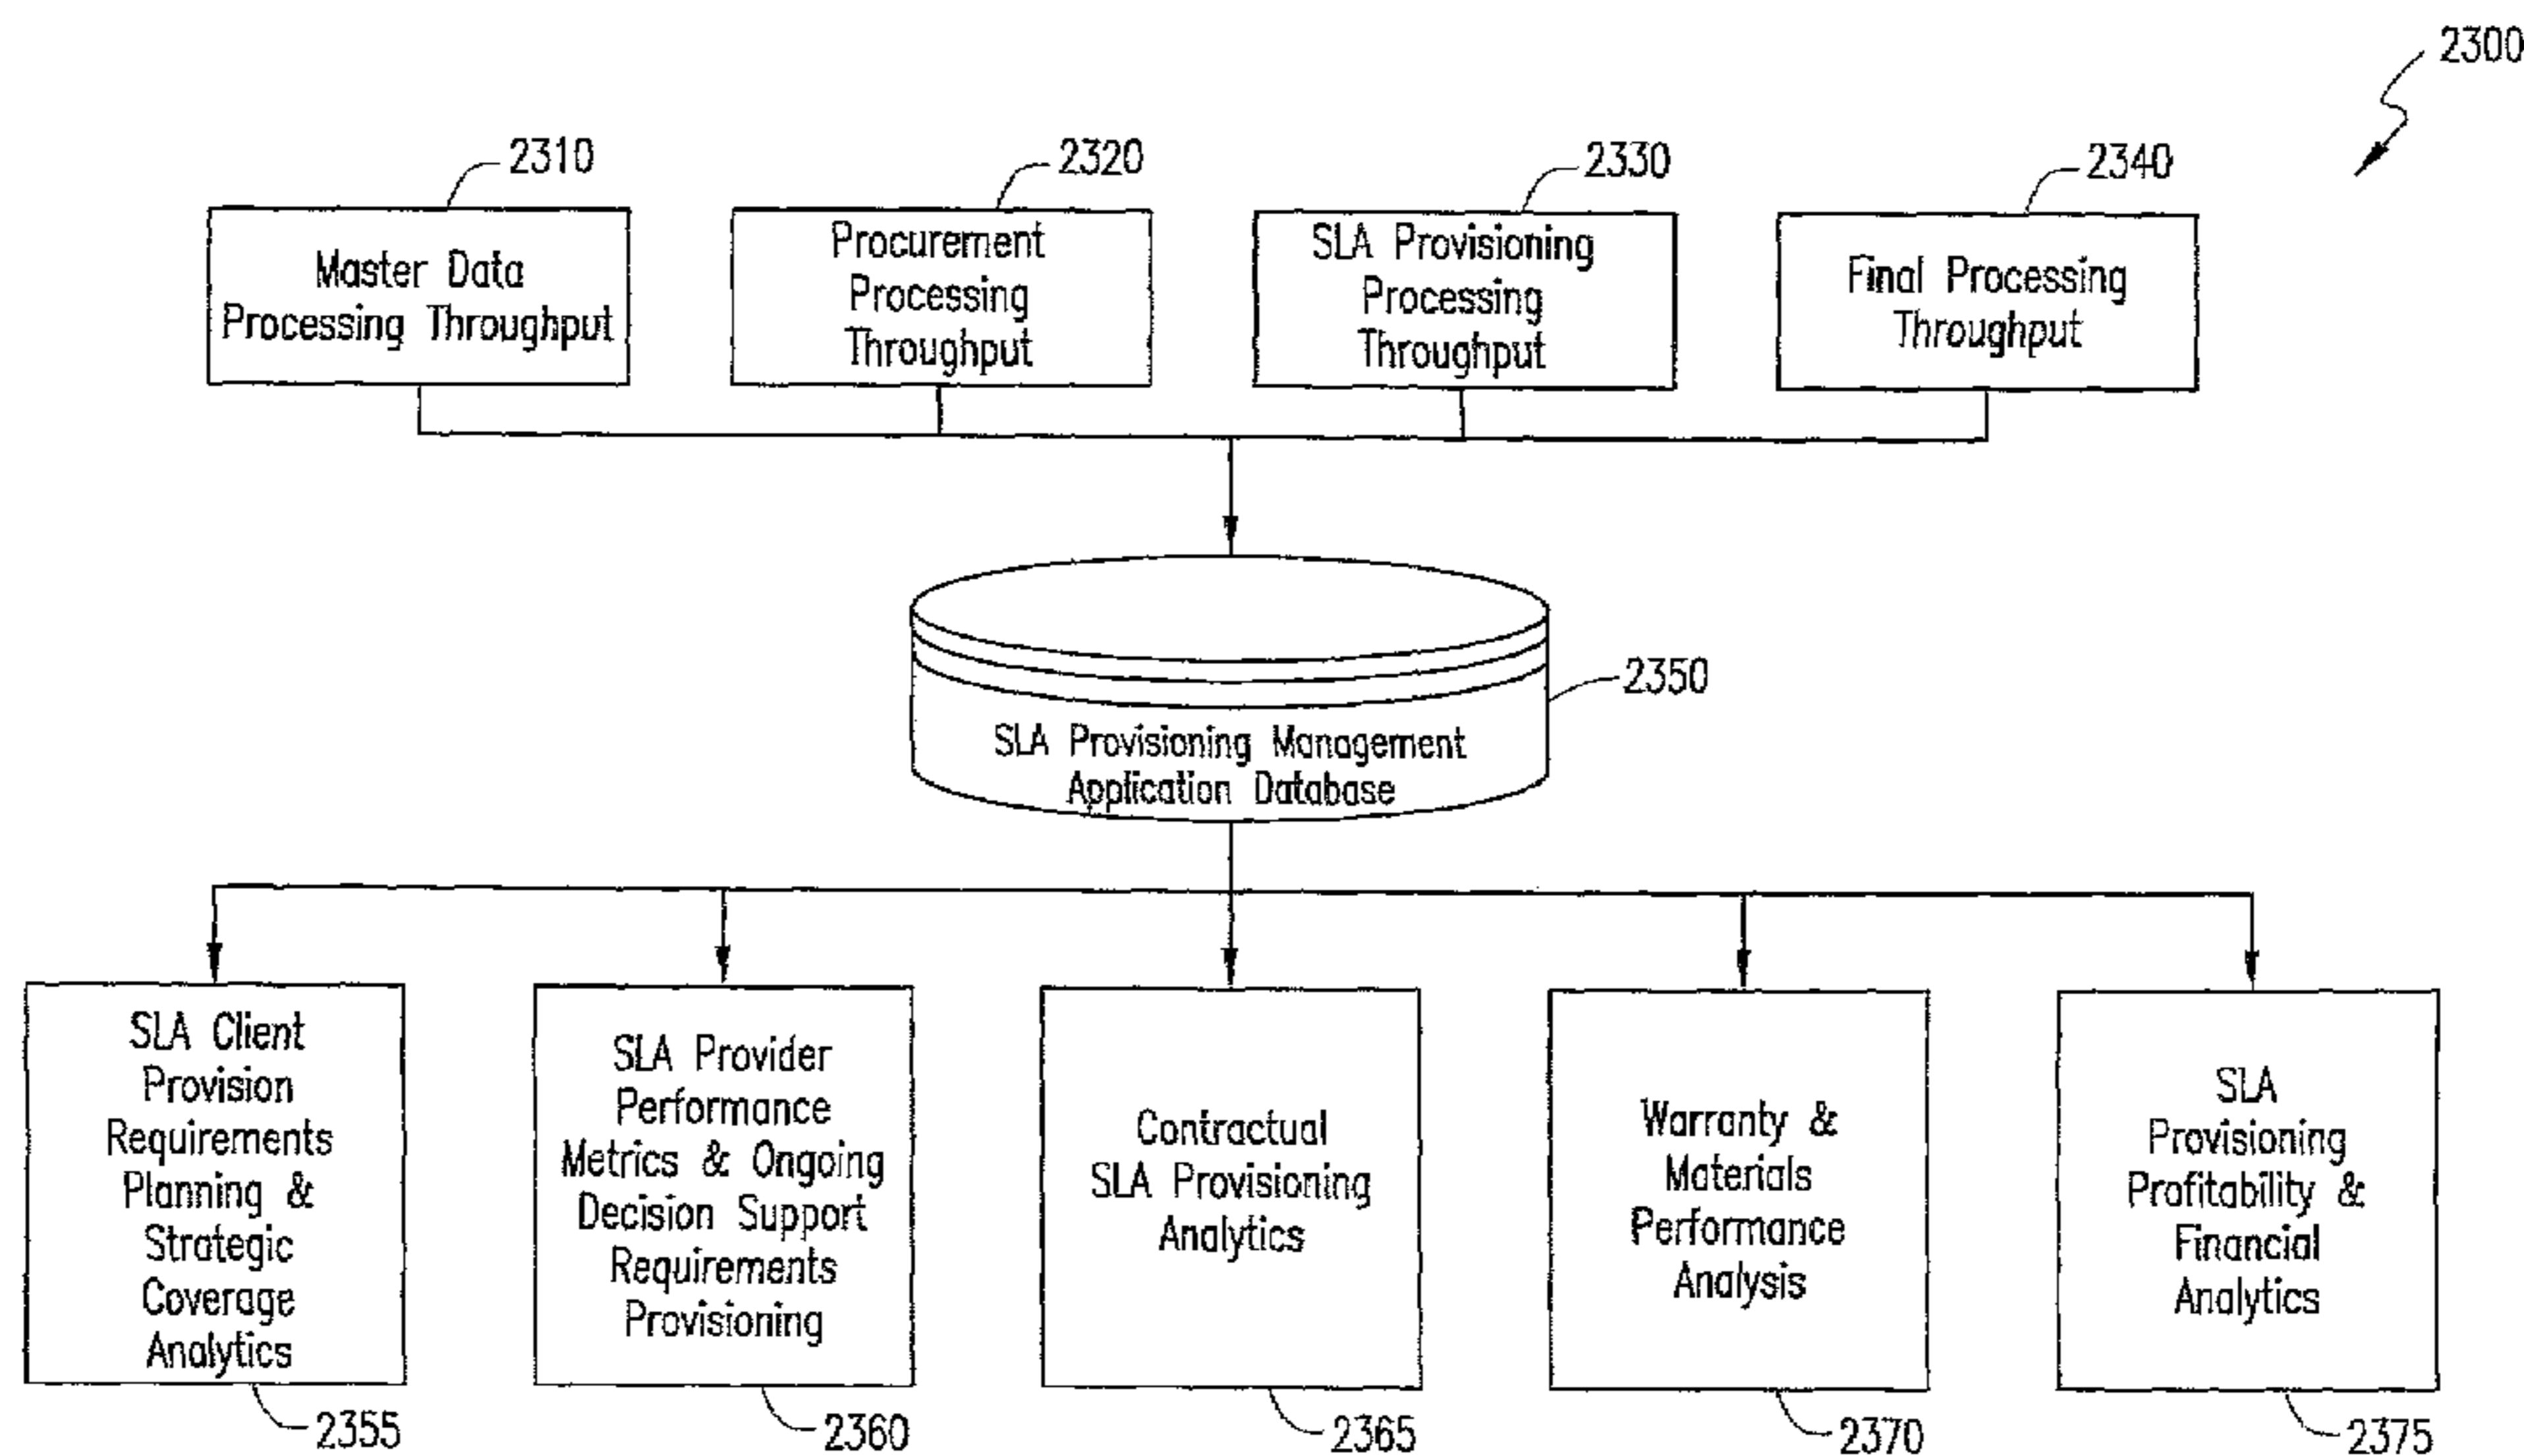 2300
2310
Master Data
Processing Throughput
2320
Procurement
Processing
Throughput
2330
SLA Provisioning
Processing
Throughput
2340
Final Processing
Throughput
2350
SLA Provisioning Management
Application Database
SLA Client
Provision
Requirements
Planning &
Strategic
Coverage
Analytics
2355
SLA Provider
Performance
Metrics & Ongoing
Decision Support
Requirements
Provisioning
2360
Contractual
SLA Provisioning
Analytics
2365
Warranty &
Materials
Performance
Analysis
2370
SLA
Provisioning
Profitability &
Financial
Analytics
2375